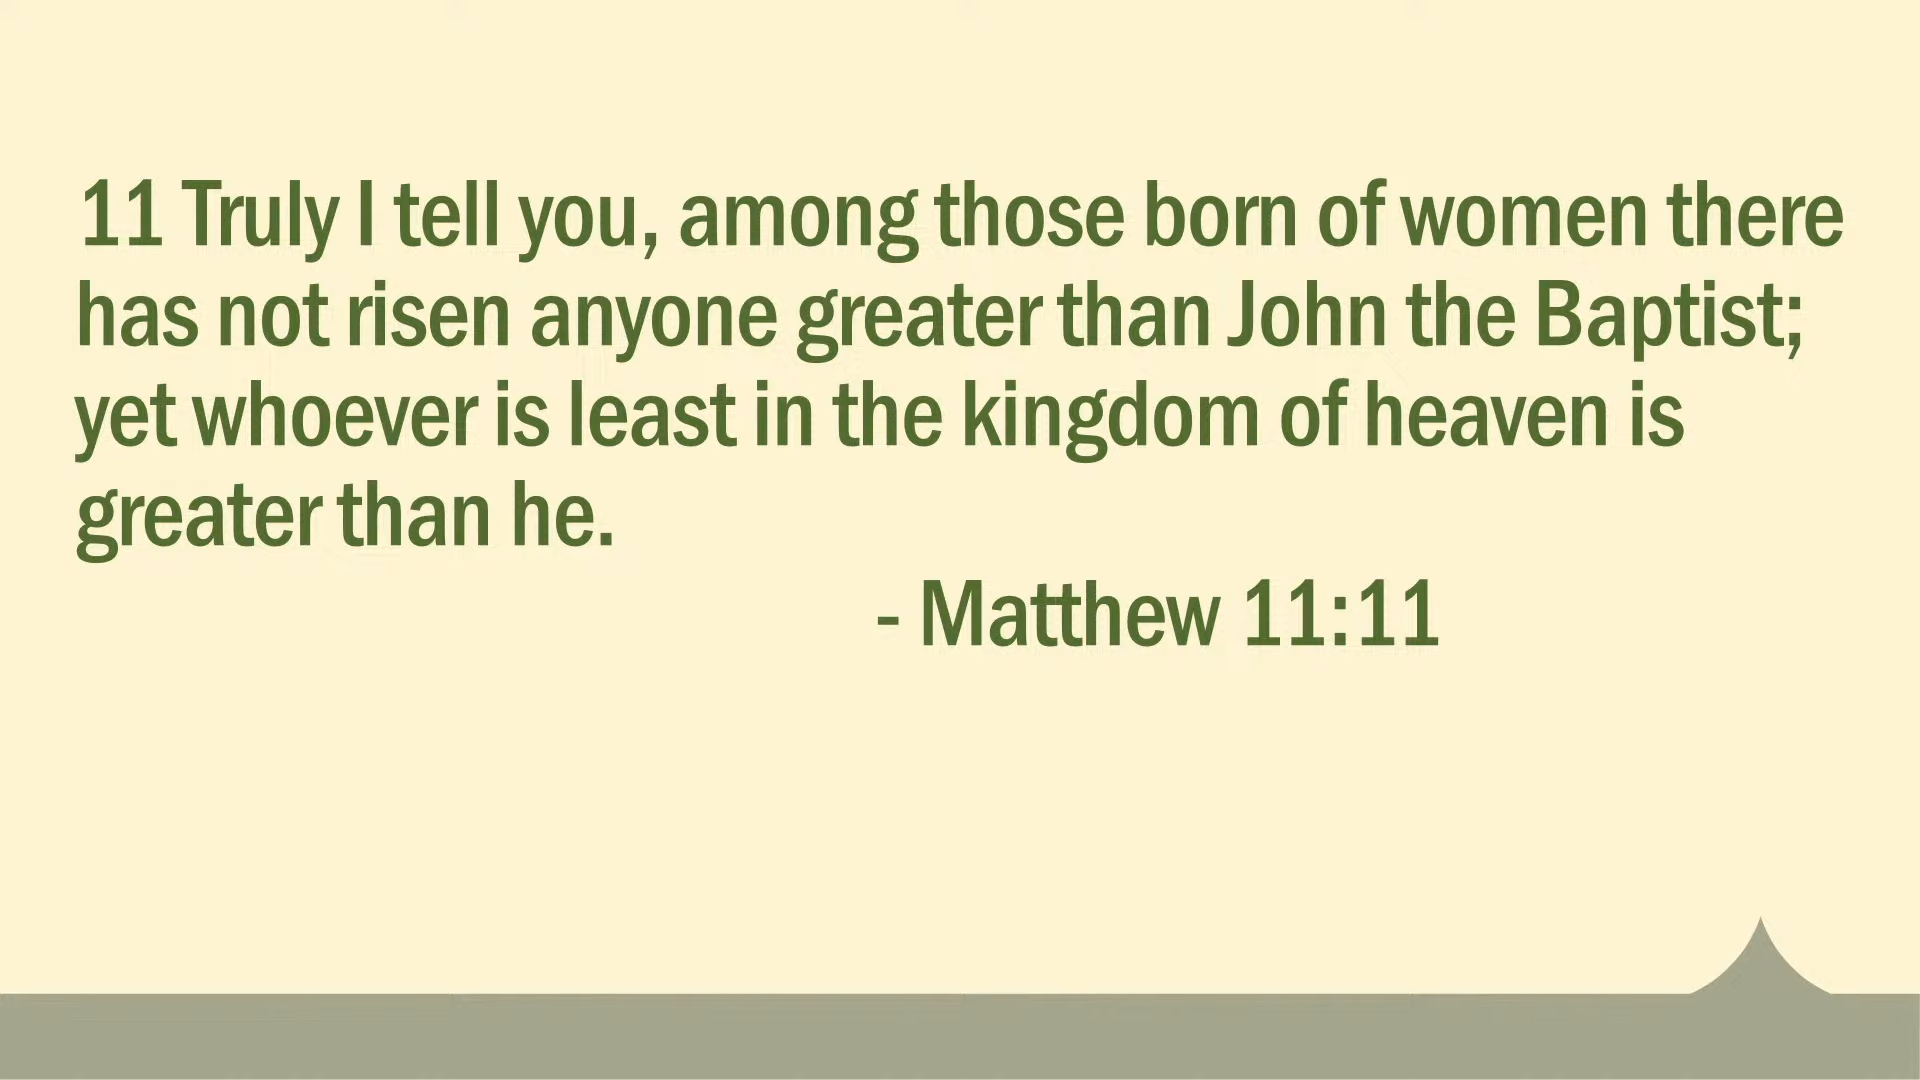 11 Truly I tell you, among those born of women there
has not risen anyone greater than John the Baptist;
yet whoever is least in the kingdom of heaven is
greater than he.
- Matthew 11:11